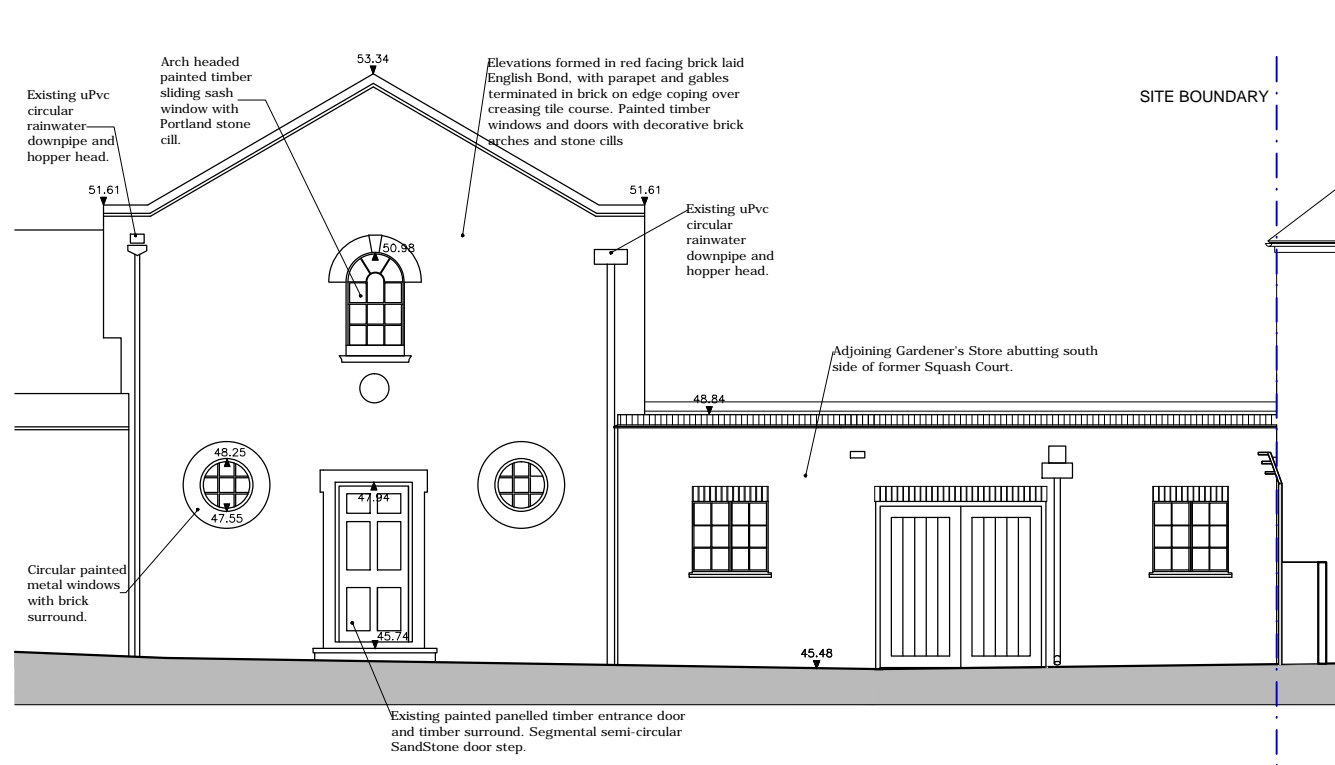 53.34
Arch headed
painted timber
sliding sash
window with
Portland stone
cill.
Elevations formed in red facing brick laid
English Bond, with parapet and gables
terminated in brick on edge coping over
creasing tile course. Painted timber
windows and doors with decorative brick
arches and stone cills
SITE BOUNDARY
Existing uPvc
circular
rainwater
downpipe and
hopper head.
51.61
51.61
Existing uPvc
circular
rainwater
downpipe and
hopper head.
50.98
Adjoining Gardener's Store abutting south
side of former Squash Court.
48.84
48.25
47.94
47.55
Circular painted
metal windows
with brick
surround.
45.74
45.48
Existing painted panelled timber entrance door
and timber surround. Segmental semi-circular
SandStone door step.